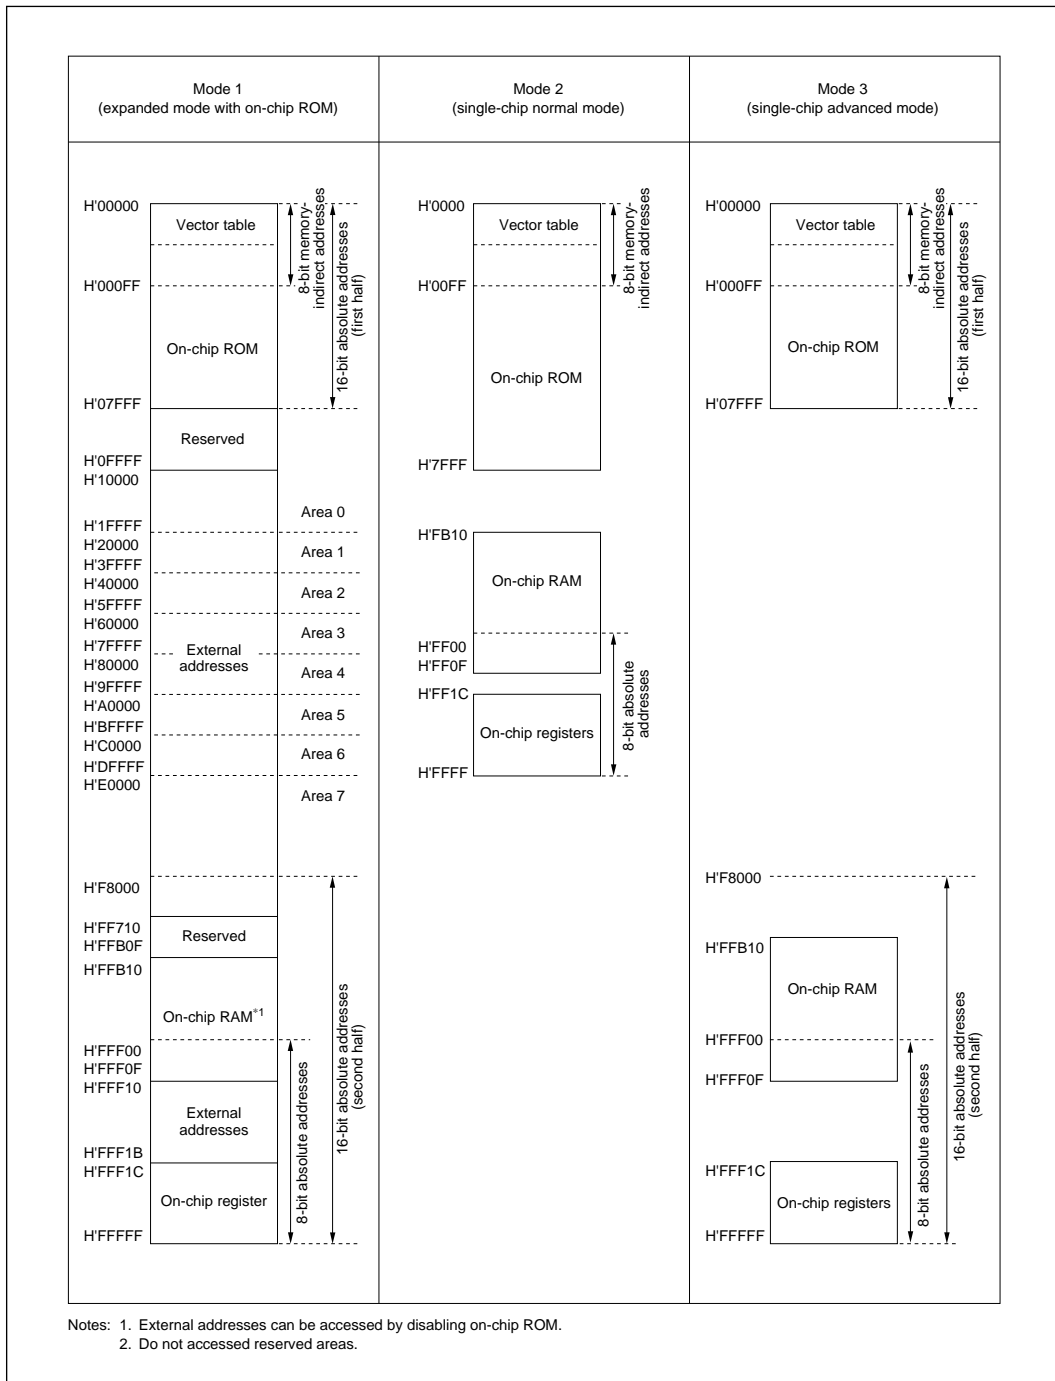 Mode 1
(expanded mode with on-chip ROM)
Mode 2
(single-chip normal mode)
Mode 3
(single-chip advanced mode)
H'00000
Vector table
H'000FF
On-chip ROM
H'07FFF
Reserved
H'0FFFF
H'10000
Area 0
H'1FFFF
H'20000
Area 1
H'3FFFF
H'40000
Area 2
H'5FFFF
H'60000
Area 3
H'7FFFF
External
addresses
H'80000
Area 4
H'9FFFF
H'A0000
Area 5
H'BFFFF
H'C0000
Area 6
H'DFFFF
H'E0000
Area 7
H'F8000
H'FF710
Reserved
H'FFB0F
H'FFB10
On-chip RAM*1
H'FFF00
H'FFF0F
H'FFF10
External
addresses
H'FFF1B
H'FFF1C
On-chip register
H'FFFFF
8-bit memory-
indirect addresses
16-bit absolute addresses
(first half)
8-bit absolute addresses
16-bit absolute addresses
(second half)
H'0000
Vector table
H'00FF
On-chip ROM
H'7FFF
H'FB10
On-chip RAM
H'FF00
H'FF0F
H'FF1C
On-chip registers
H'FFFF
8-bit memory-
indirect addresses
8-bit absolute
addresses
H'00000
Vector table
H'000FF
On-chip ROM
H'07FFF
H'F8000
H'FFB10
On-chip RAM
H'FFF00
H'FFF0F
H'FFF1C
On-chip registers
H'FFFFF
8-bit memory-
indirect addresses
16-bit absolute addresses
(first half)
8-bit absolute addresses
16-bit absolute addresses
(second half)
Notes: 1. External addresses can be accessed by disabling on-chip ROM.
2. Do not accessed reserved areas.